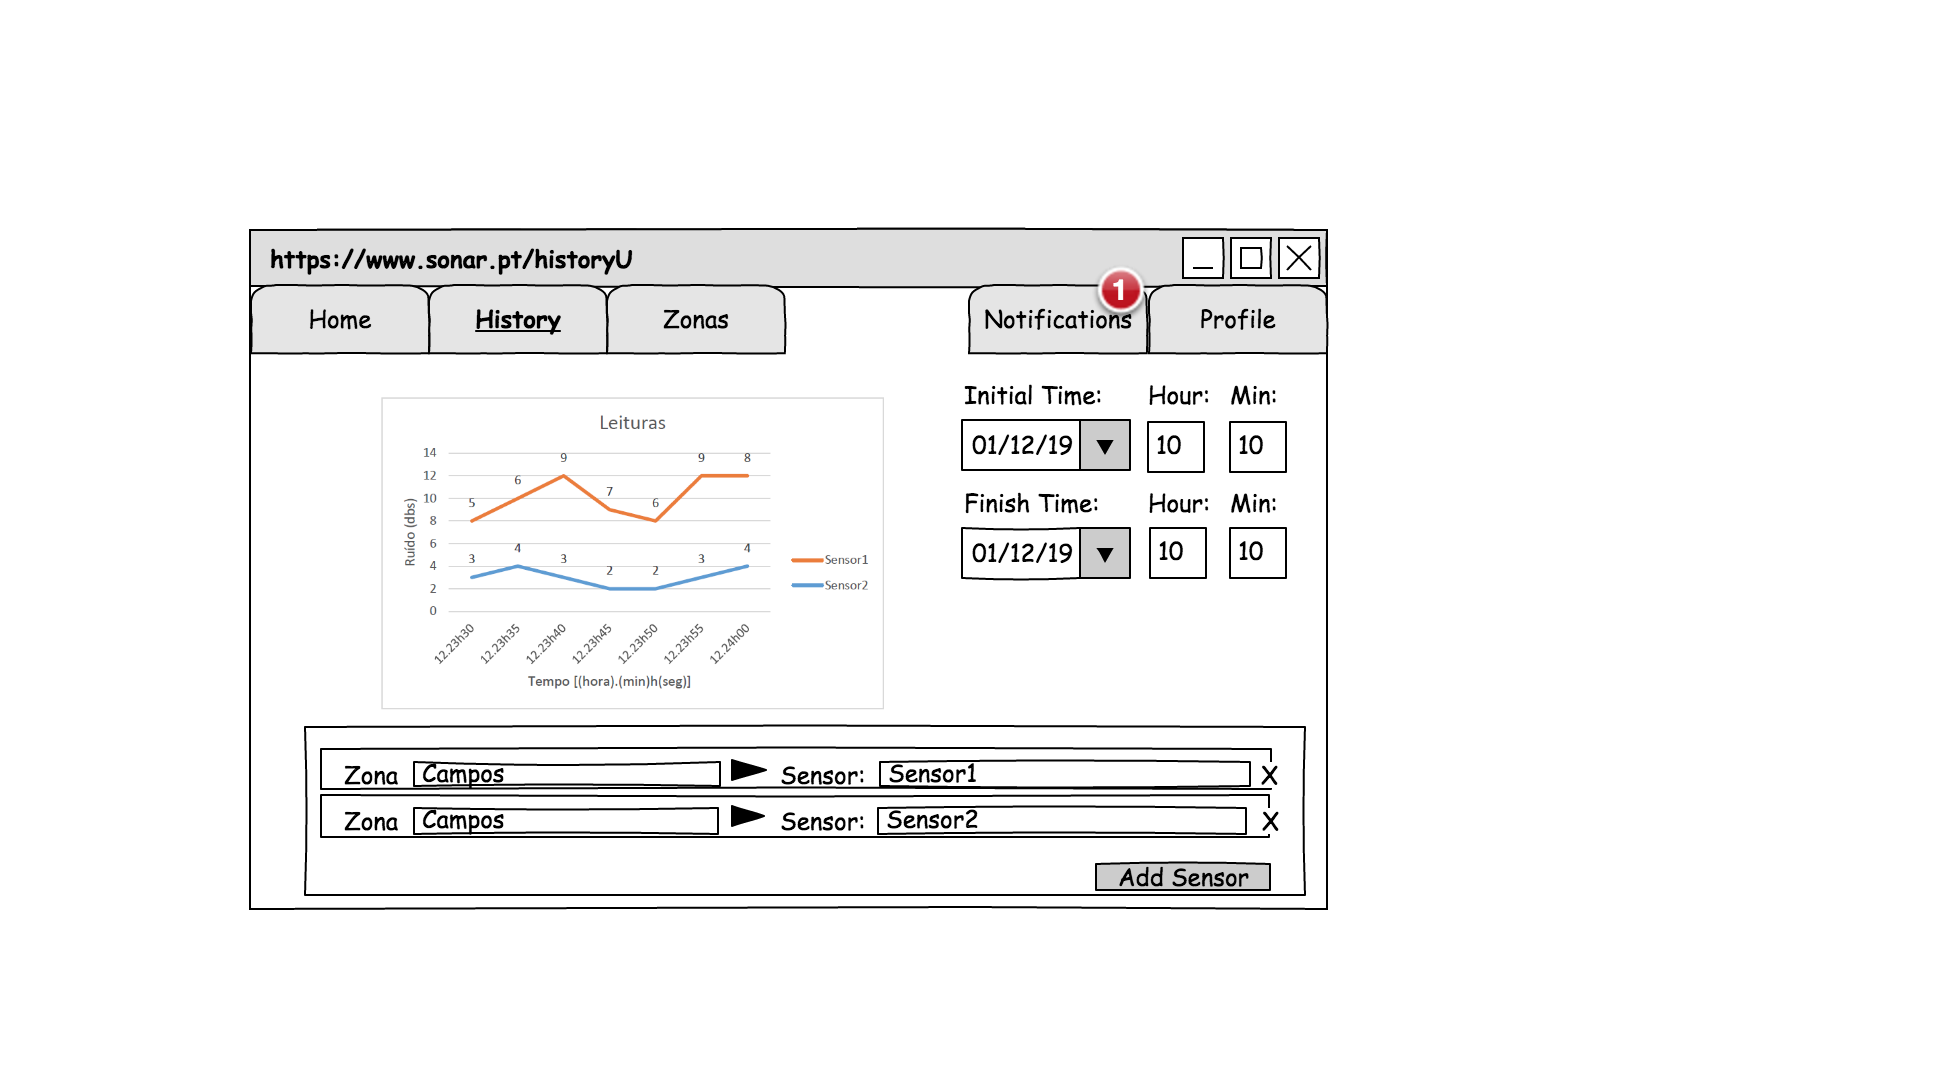 https://www.sonar.pt/historyU
Home History Zonas Notifications 1 Profile
Initial Time: Hour: Min:
01/12/19 10 10
Finish Time: Hour: Min:
01/12/19 10 10
Leituras
Ruído (dbs)
14
12
10
8
6
4
2
0
5 6 9 7 6 9 8
3 4 3 2 2 3 4
Sensor1
Sensor2
12.23h30 12.23h35 12.23h40 12.23h45 12.23h50 12.23h55 12.24h00
Tempo [(hora).(min)h(seg)]
Zona Campos Sensor: Sensor1 X
Zona Campos Sensor: Sensor2 X
Add Sensor